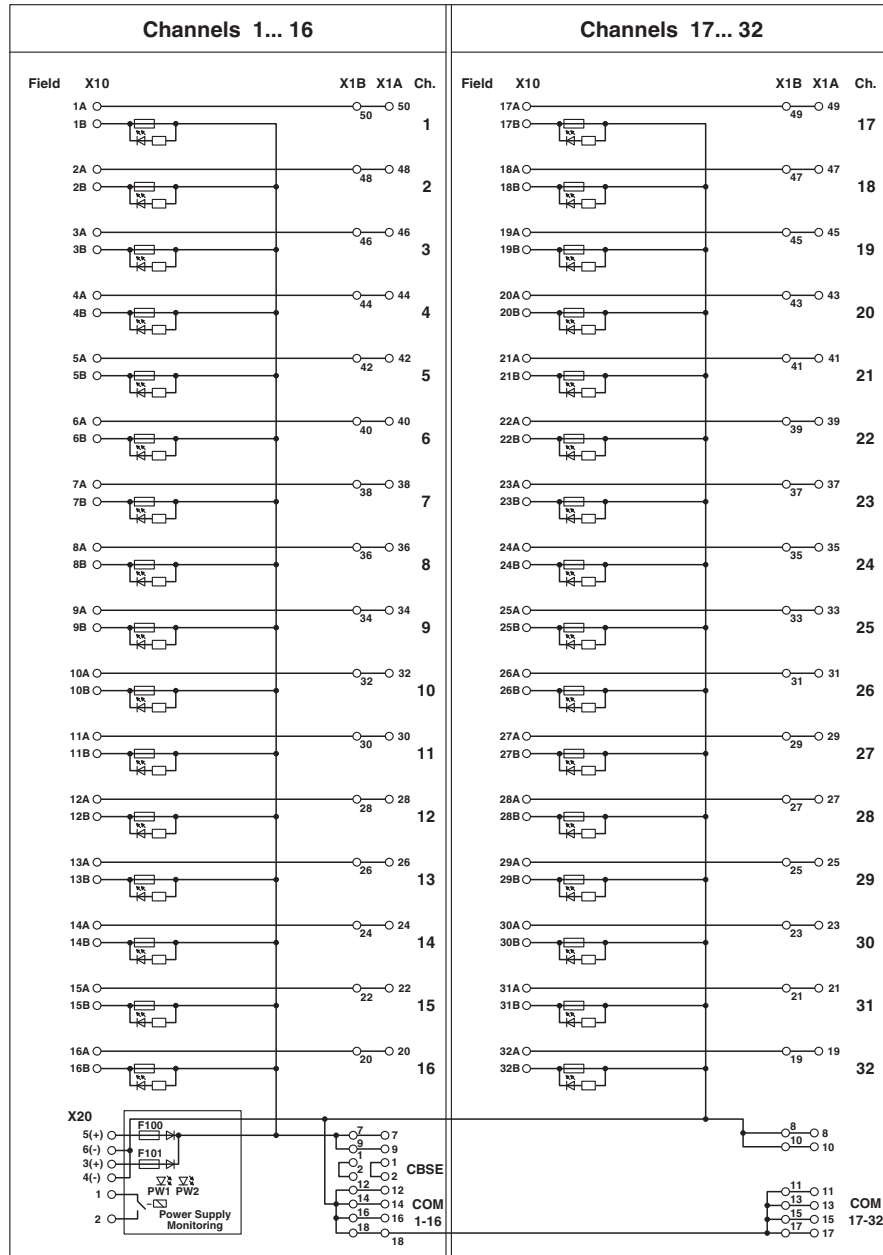 Channels 1... 16
Field X10 X1B X1A Ch.
1A 50 50
1B 1
2A 48 48
2B 2
3A 46 46
3B 3
4A 44 44
4B 4
5A 42 42
5B 5
6A 40 40
6B 6
7A 38 38
7B 7
8A 36 36
8B 8
9A 34 34
9B 9
10A 32 32
10B 10
11A 30 30
11B 11
12A 28 28
12B 12
13A 26 26
13B 13
14A 24 24
14B 14
15A 22 22
15B 15
16A 20 20
16B 16
X20
5(+) F100 7 7
6(-) 9 9
3(+) F101 1 1
4(-) 2 2 CBSE
PW1 PW2 12 12
1 14 14 COM
Power Supply 16 16 1-16
2 Monitoring 18 18
Channels 17... 32
Field X10 X1B X1A Ch.
17A 49 49
17B 17
18A 47 47
18B 18
19A 45 45
19B 19
20A 43 43
20B 20
21A 41 41
21B 21
22A 39 39
22B 22
23A 37 37
23B 23
24A 35 35
24B 24
25A 33 33
25B 25
26A 31 31
26B 26
27A 29 29
27B 27
28A 27 27
28B 28
29A 25 25
29B 29
30A 23 23
30B 30
31A 21 21
31B 31
32A 19 19
32B 32
8 8
10 10
11 11
13 13 COM
15 15 17-32
17 17